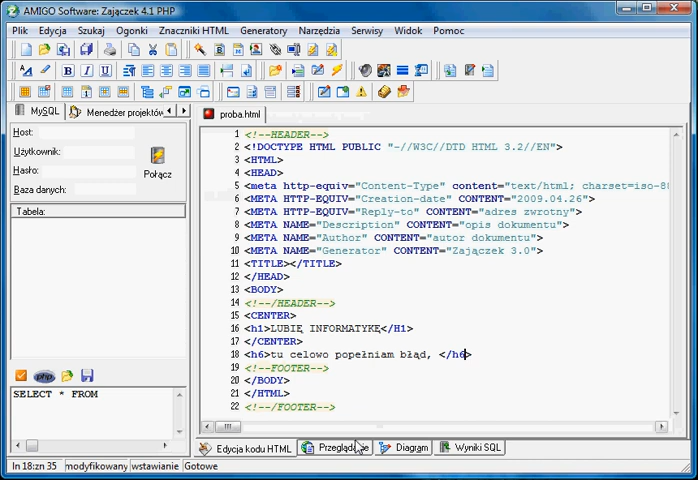 AMIGO Software: Zajączek 4.1 PHP
Plik Edycja Szukaj Ogonki Znaczniki HTML Generatory Narzędzia Serwisy Widok Pomoc
MySQL Menedżer projektów
proba.html
Host:
Użytkownik:
Hasło:
Połącz
Baza danych:
Tabela:
1 <!--HEADER-->
2 <!DOCTYPE HTML PUBLIC "-//W3C//DTD HTML 3.2//EN">
3 <HTML>
4 <HEAD>
5 <meta http-equiv="Content-Type" content="text/html; charset=iso-88
6 <META HTTP-EQUIV="Creation-date" CONTENT="2009.04.26">
7 <META HTTP-EQUIV="Reply-to" CONTENT="adres zwrotny">
8 <META NAME="Description" CONTENT="opis dokumentu">
9 <META NAME="Author" CONTENT="autor dokumentu">
10 <META NAME="Generator" CONTENT="Zajączek 3.0">
11 <TITLE></TITLE>
12 </HEAD>
13 <BODY>
14 <!--/HEADER-->
15 <CENTER>
16 <h1>LUBIĘ INFORMATYKĘ</H1>
17 </CENTER>
18 <h6>tu celowo popełniam błąd, </h6>
19 <!--FOOTER-->
20 </BODY>
21 </HTML>
22 <!--/FOOTER-->
php
SELECT * FROM
Edycja kodu HTML Diagram Wyniki SQL
ln 18:zn 35 modyfikowany wstawianie Gotowe